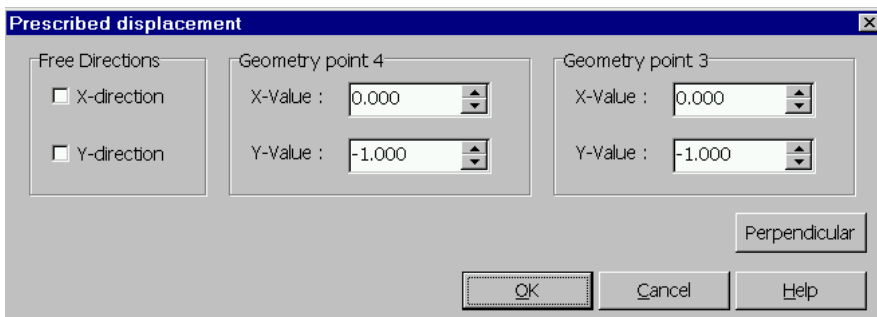 Prescribed displacement
Free Directions
X-direction
Y-direction
Geometry point 4
X-Value : 0.000
Y-Value : -1.000
Geometry point 3
X-Value : 0.000
Y-Value : -1.000
Perpendicular
OK Cancel Help